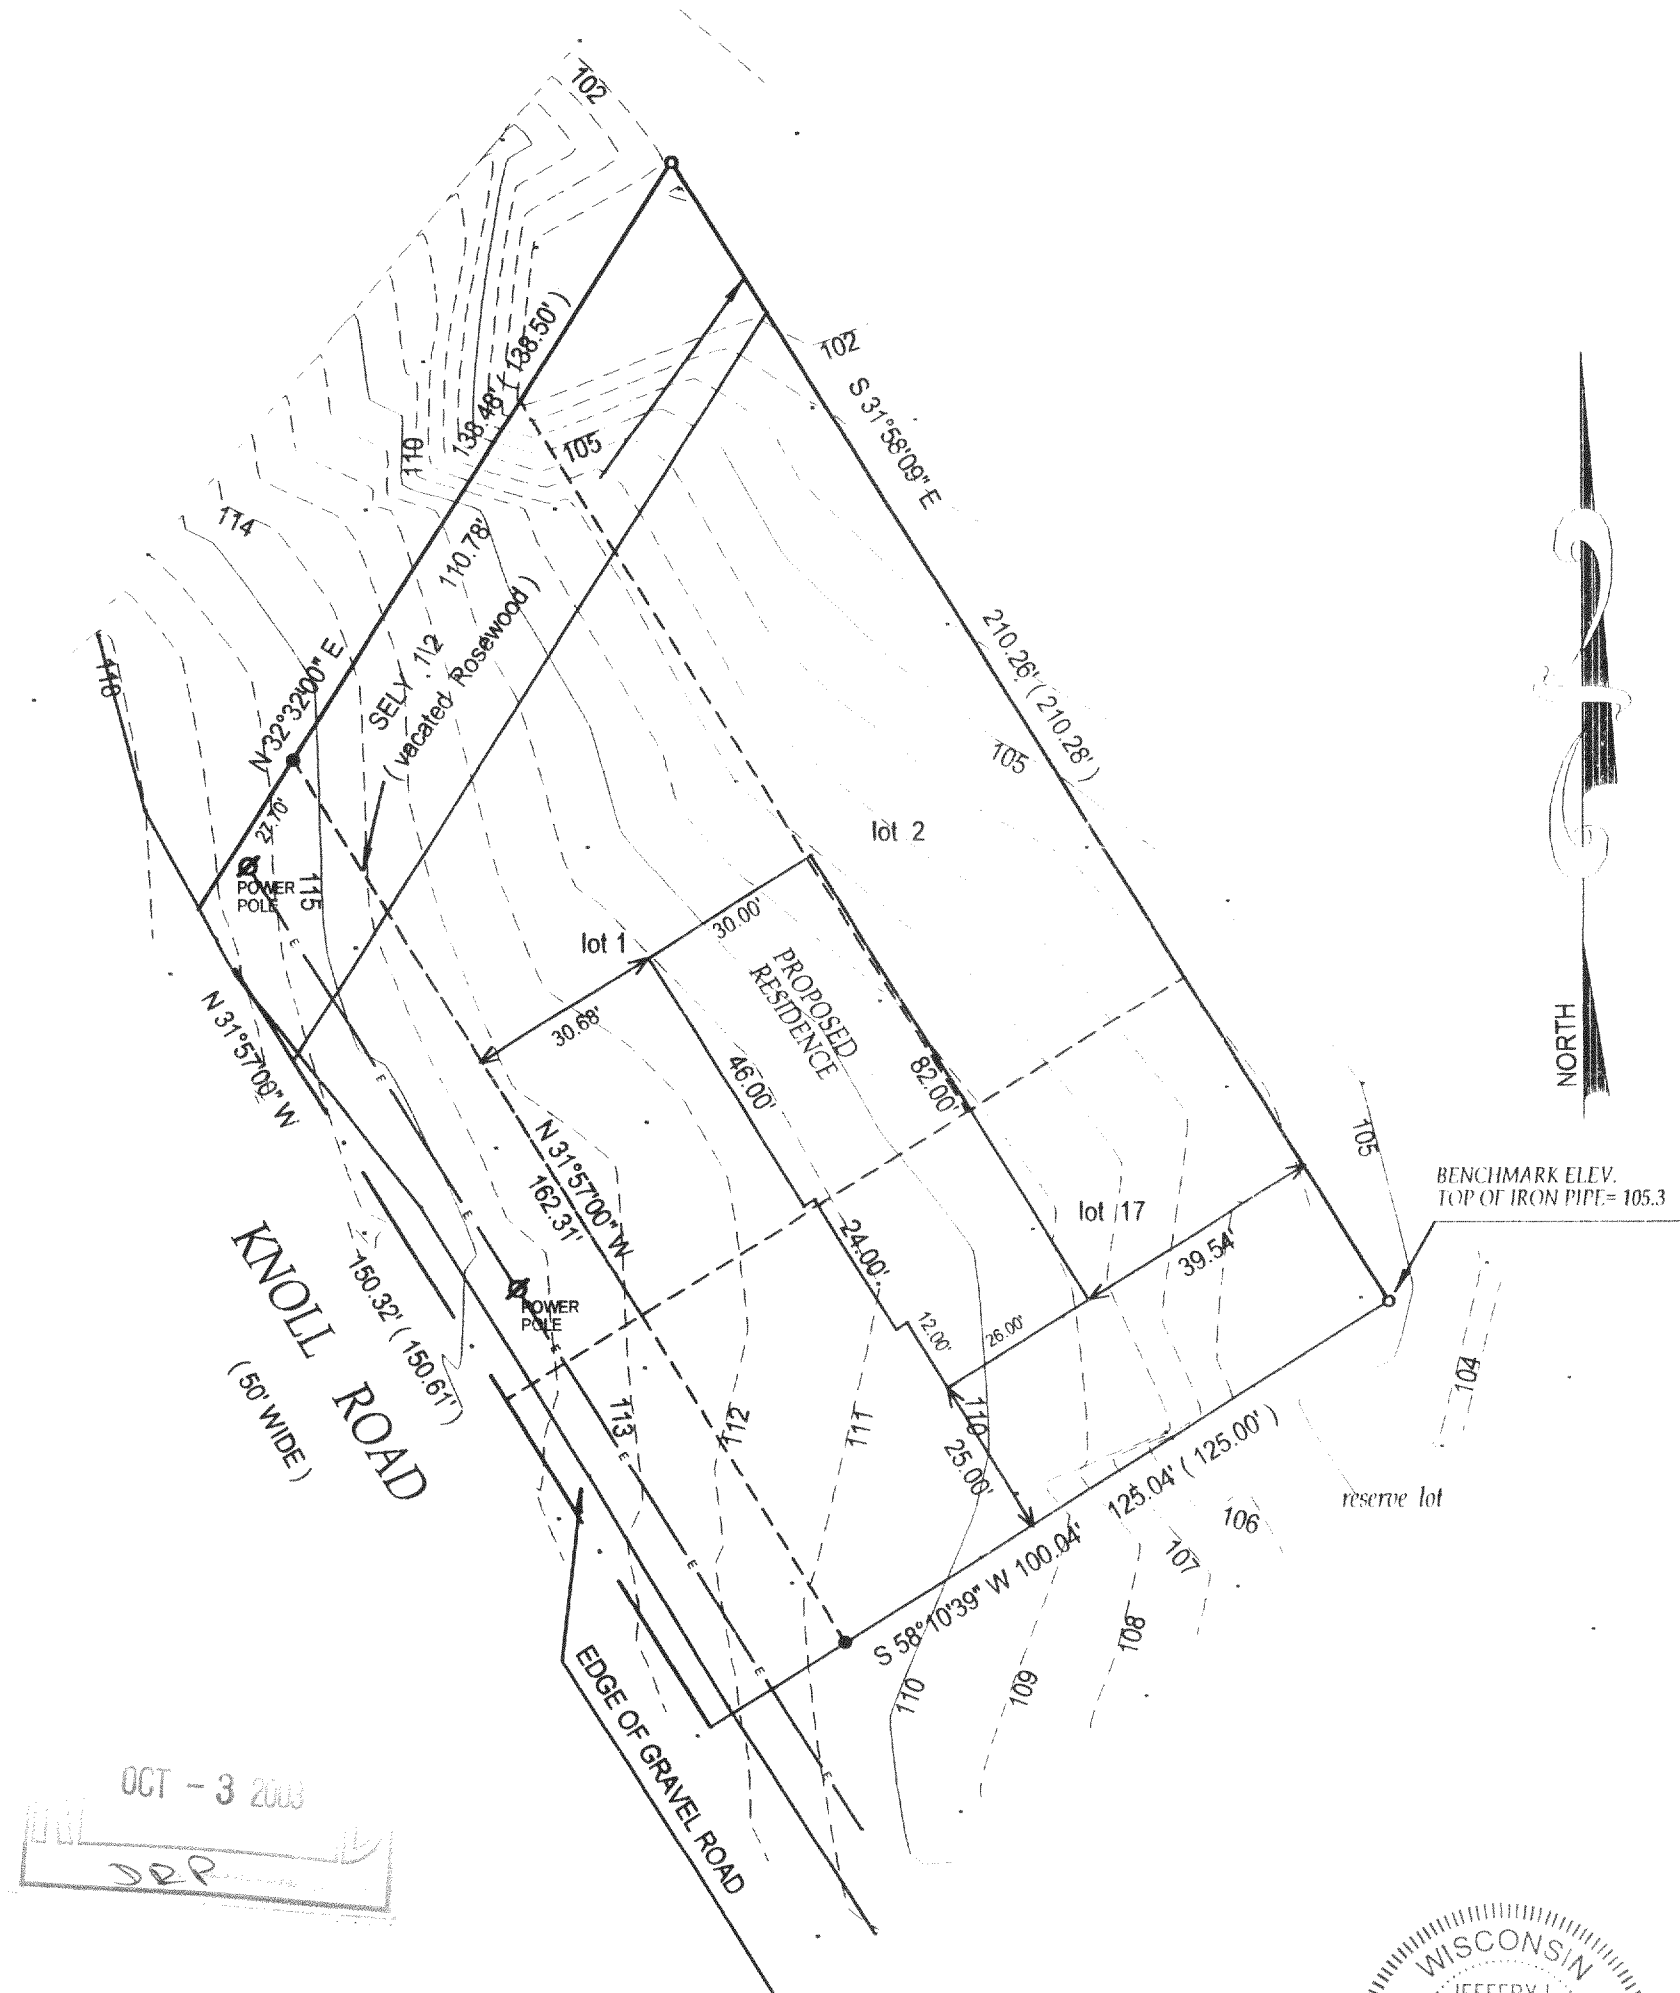 102
138.48' ( 138.50' )
102
S 31°58'09" E
110
105
114
110.78'
SELY. 1\2
( vacated Rosewood )
N 32°32'00" E
210.26' ( 210.28' )
105
27.70'
POWER
POLE
115
E
lot 2
lot 1
30.00'
30.68'
PROPOSED
RESIDENCE
46.00'
82.00'
N 31°57'00" W
E
N 31°57'00" W
162.31'
NORTH
105
BENCHMARK ELEV.
TOP OF IRON PIPE= 105.3
lot 17
39.54'
24.00'
12.00'
26.00'
E
POWER
POLE
E
KNOLL ROAD
( 50' WIDE )
150.32' ( 150.61' )
113
112
111
110
25.00'
104
E
125.04' ( 125.00' )
reserve lot
106
107
S 58°10'39" W 100.04'
E
108
109
110
E
E
EDGE OF GRAVEL ROAD
OCT - 3 2003
DRP
WISCONSIN
JEFFERY L.